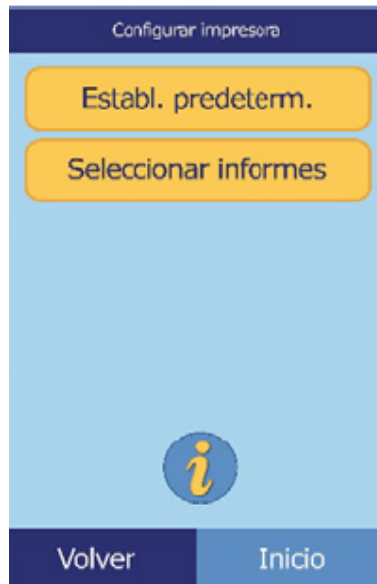 Configurar impresora
Establ. predeterm.
Seleccionar informes
i
Volver
Inicio